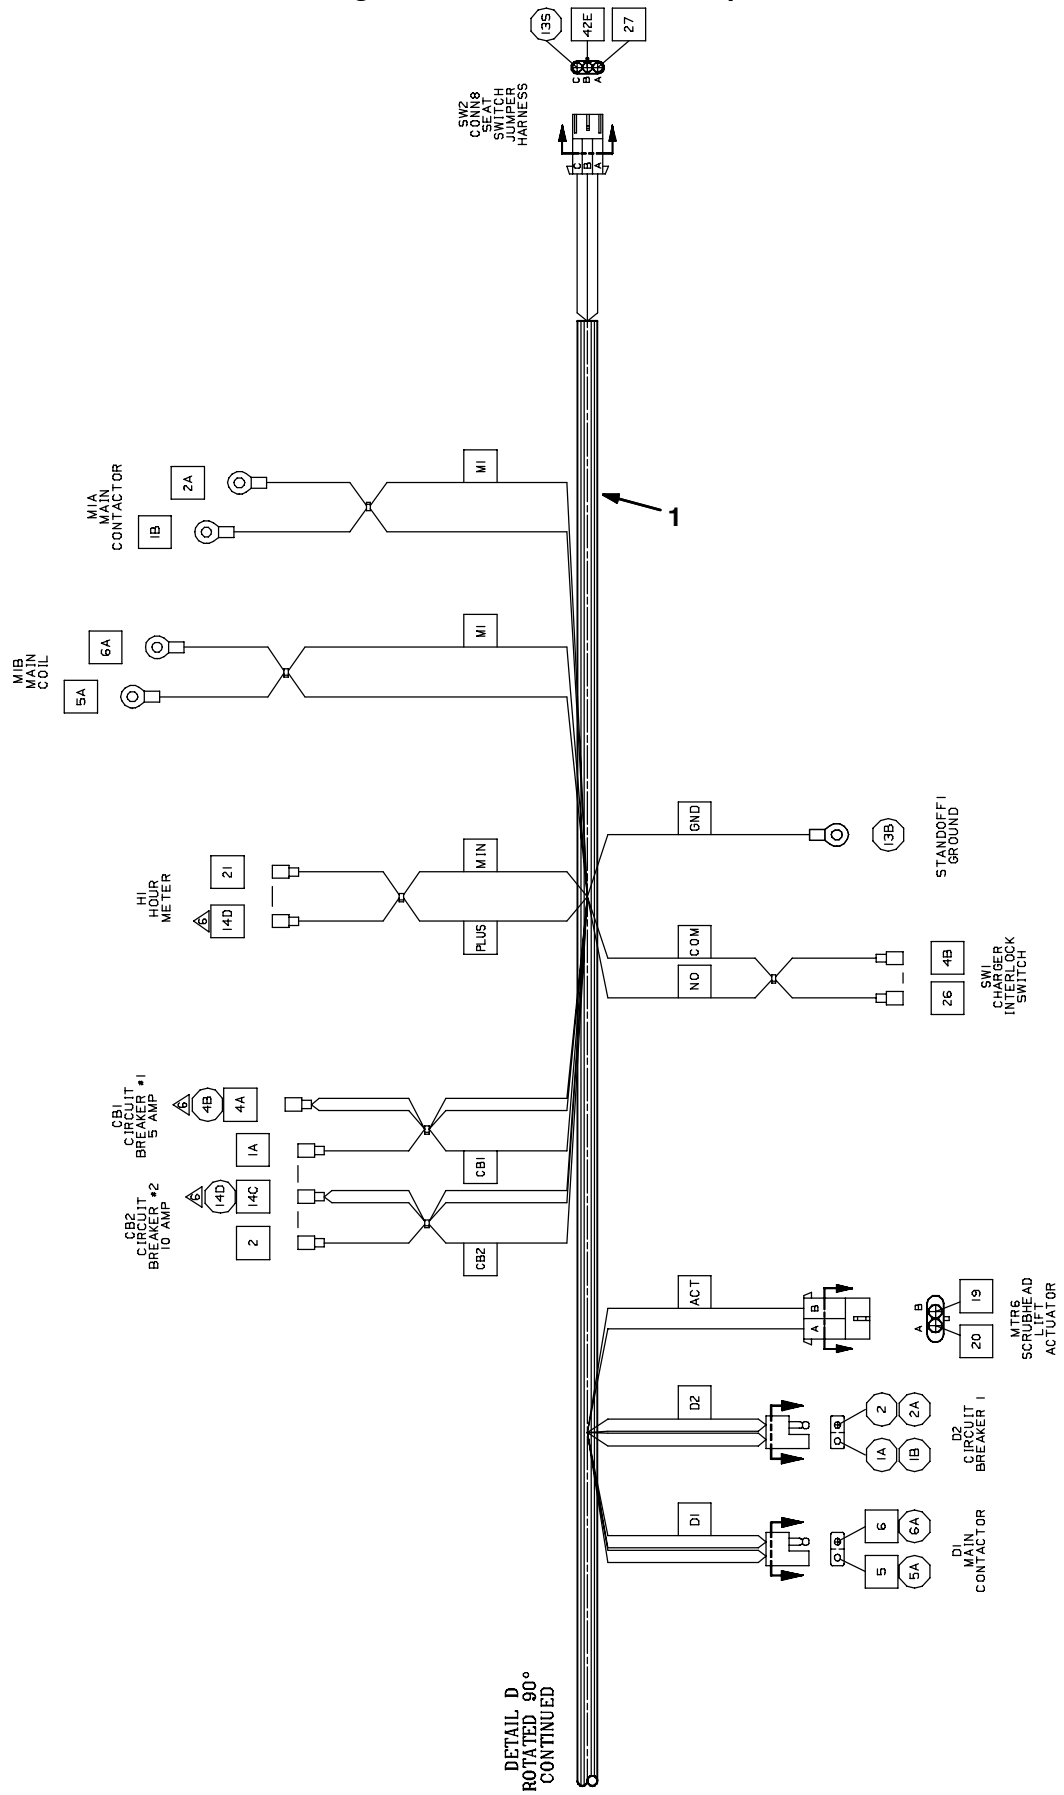 13S
42E
27
C
B
A
SW2
CONN8
SEAT
SWITCH
JUMPER
HARNESS
C
B
A
M1A
MAIN
CONTACTOR
2A
1B
M1
1
M1B
MAIN
COIL
6A
5A
M1
H1
HOUR
METER
21
6
14D
MIN
PLUS
GND
13B
STANDOFF1
GROUND
COM
NO
4B
26
SW1
CHARGER
INTERLOCK
SWITCH
CB1
CIRCUIT
BREAKER #1
5 AMP
6
4B
4A
1A
CB1
CB2
CIRCUIT
BREAKER #2
10 AMP
6
14D
14C
2
CB2
ACT
B
A
B
A
19
20
MTR6
SCRUBHEAD
LIFT
ACTUATOR
D2
2
2A
1A
1B
D2
CIRCUIT
BREAKER 1
D1
6
6A
5
5A
D1
MAIN
CONTACTOR
DETAIL D
ROTATED 90°
CONTINUED